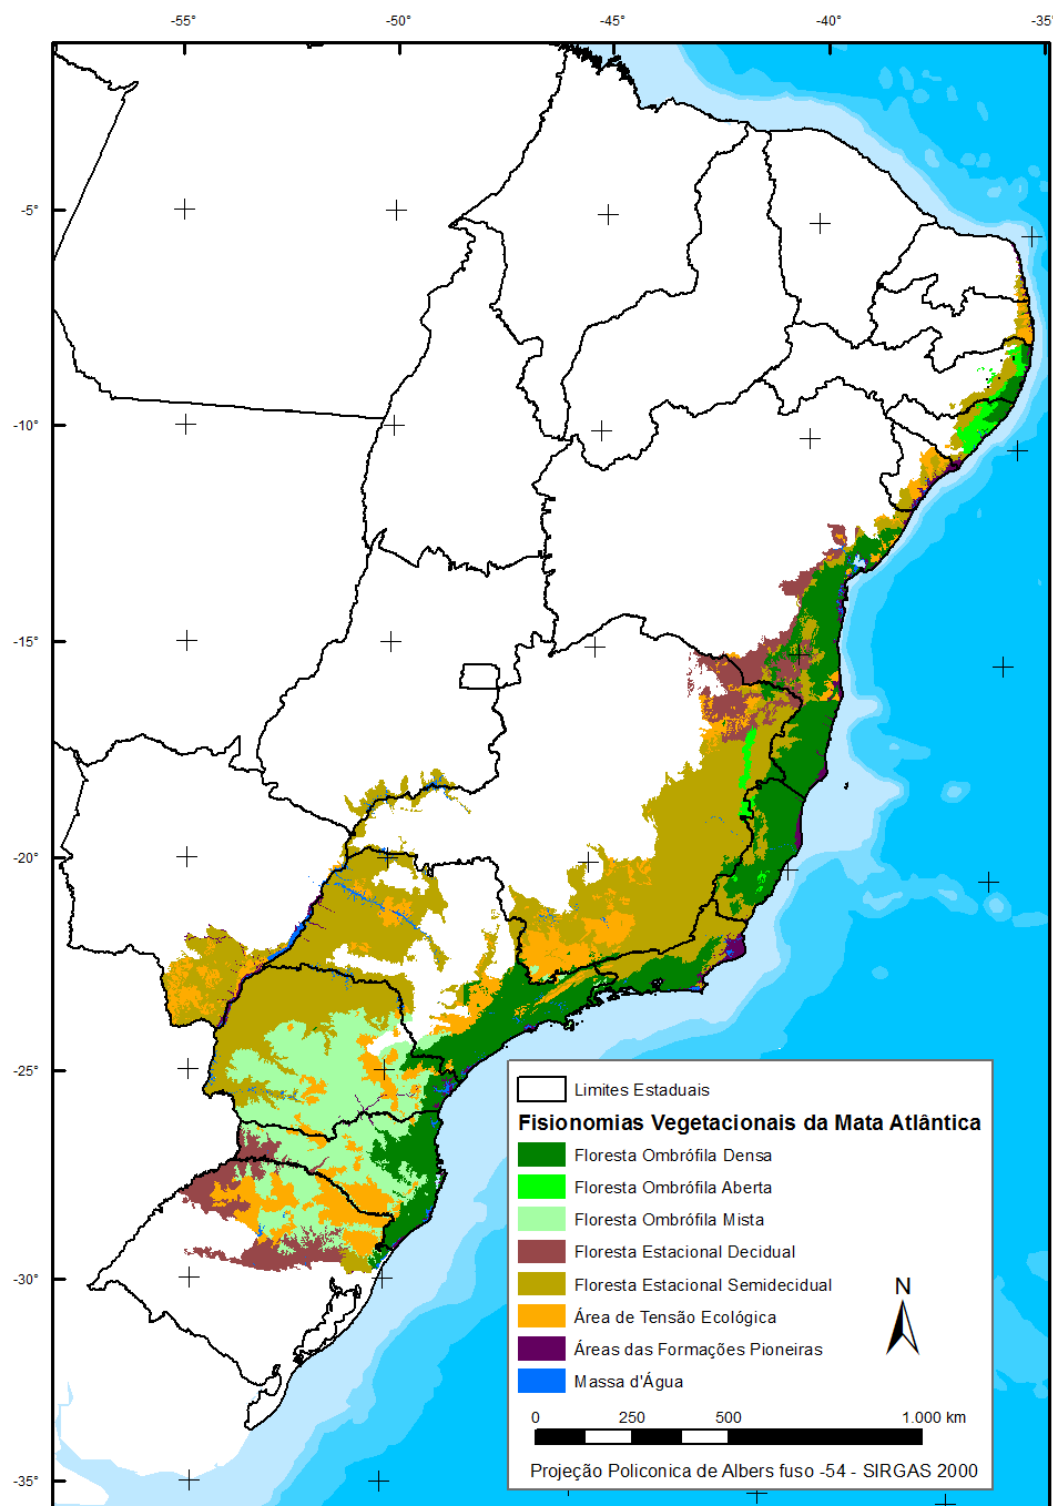 -55°
-50°
-45°
-40°
-35°
-5°
-10°
-15°
-20°
-25°
-30°
-35°
Limites Estaduais
Fisionomias Vegetacionais da Mata Atlântica
Floresta Ombrófila Densa
Floresta Ombrófila Aberta
Floresta Ombrófila Mista
Floresta Estacional Decidual
Floresta Estacional Semidecidual
Área de Tensão Ecológica
Áreas das Formações Pioneiras
Massa d'Água
N
0 250 500 1.000 km
Projeção Policonica de Albers fuso -54 - SIRGAS 2000